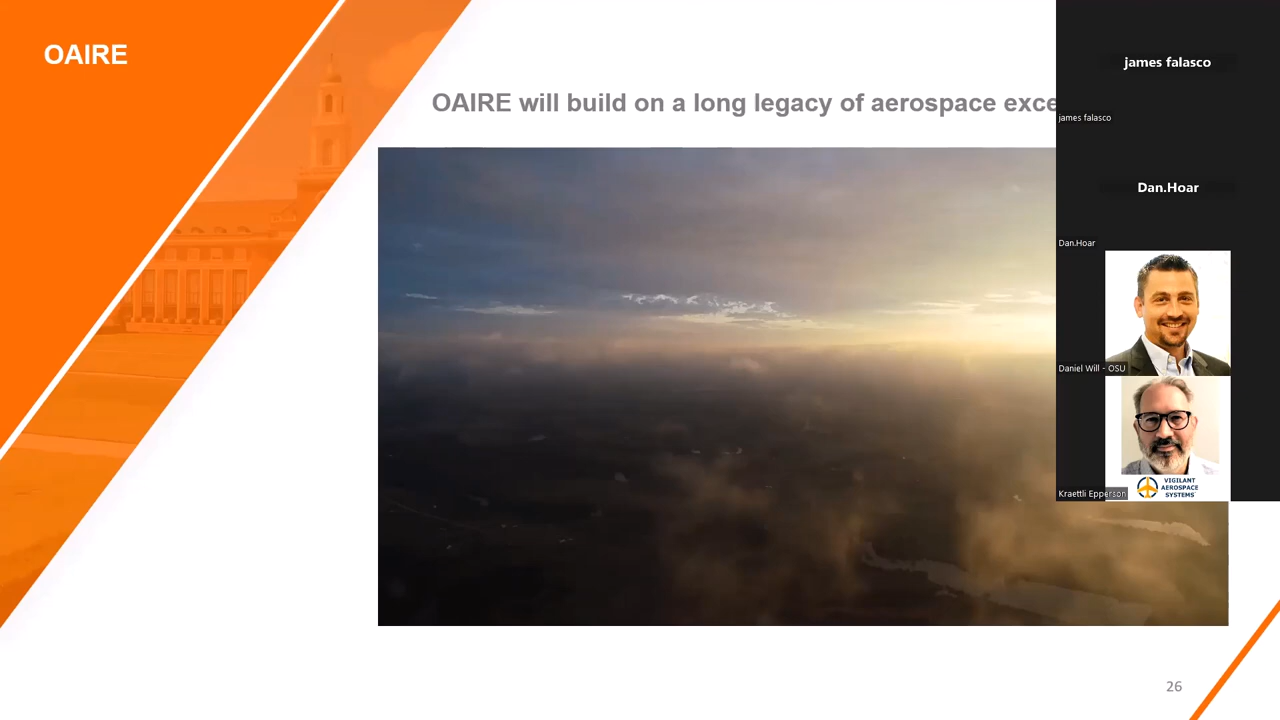 OAIRE
OAIRE will build on a long legacy of aerospace exce
james falasco
james falasco
Dan.Hoar
Dan.Hoar
Daniel Will - OSU
Kraettli Epperson
VIGILANT
AEROSPACE
SYSTEMS
26